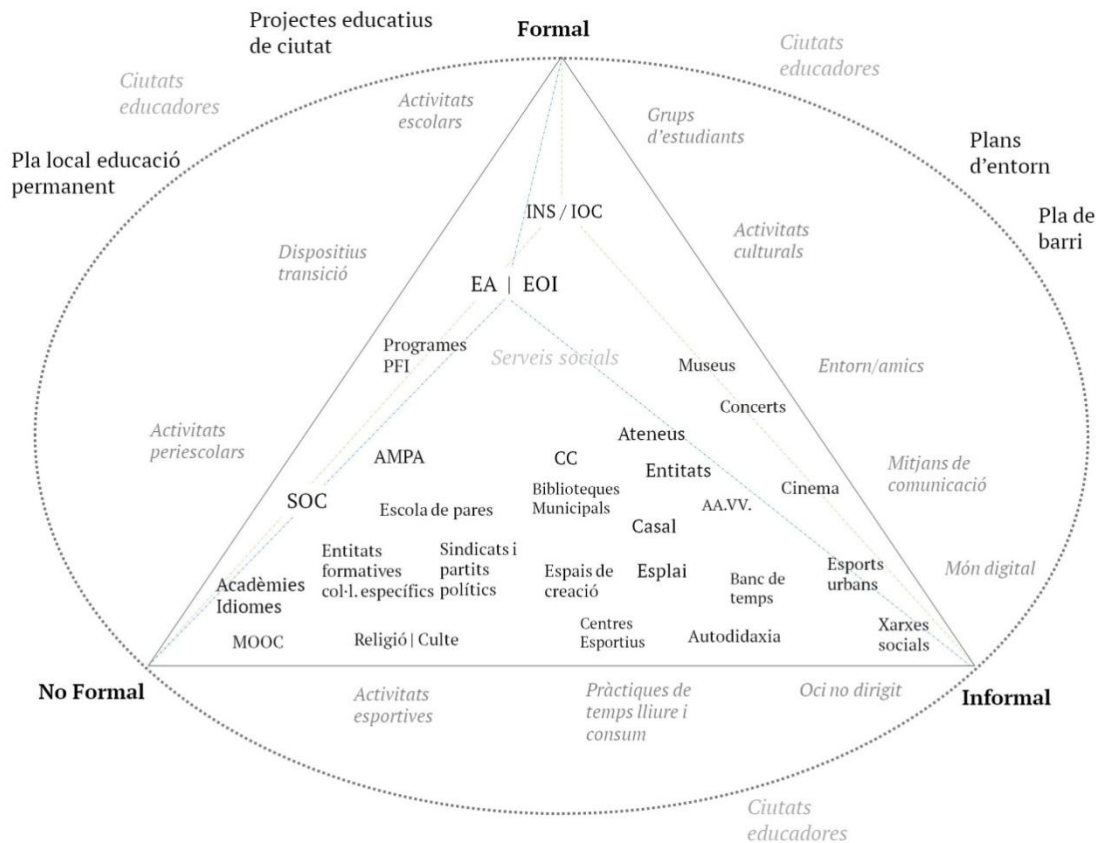 Projectes educatius
de ciutat
Formal
Ciutats
educadores
Ciutats
educadores
Activitats
escolars
Grups
d'estudiants
Pla local educació
permanent
Plans
d'entorn
INS / IOC
Pla de
barri
Activitats
culturals
Dispositius
transició
EA | EOI
Programes
PFI
Serveis socials
Museus
Entorn/amics
Concerts
Activitats
periescolars
Ateneus
AMPA
CC
Entitats
Mitjans de
comunicació
SOC
Biblioteques
Municipals
Cinema
Escola de pares
AA.VV.
Casal
Entitats
formatives
col·l. específics
Sindicats i
partits
polítics
Espais de
creació
Esplai
Banc de
temps
Esports
urbans
Món digital
Acadèmies
Idiomes
MOOC
Religió | Culte
Centres
Esportius
Autodidaxia
Xarxes
socials
No Formal
Activitats
esportives
Pràctiques de
temps lliure i
consum
Oci no dirigit
Informal
Ciutats
educadores